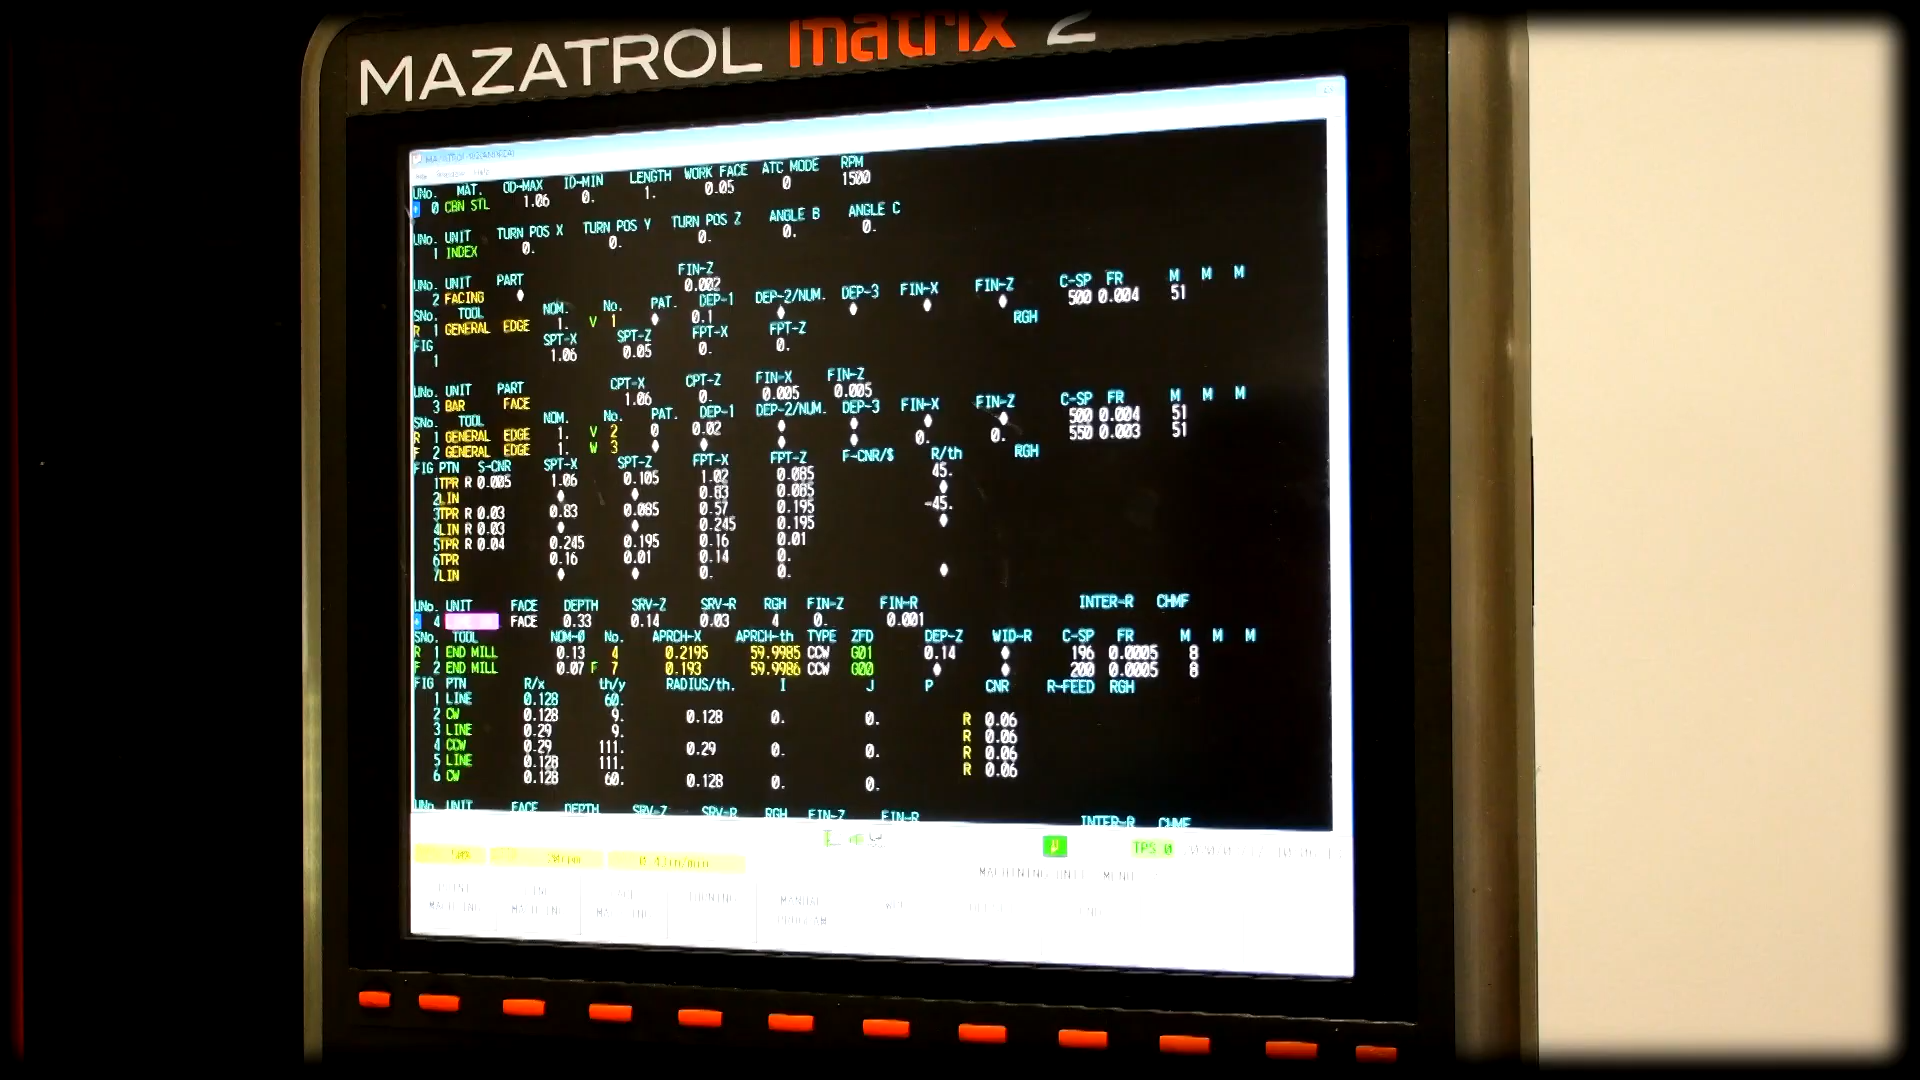 MAZATROL matrix 2
UNo. MAT. OD-MAX ID-MIN LENGTH WORK FACE ATC MODE RPM
0 CBN STL 1.06 0. 1. 0.05 0 1500
UNo. UNIT TURN POS X TURN POS Y TURN POS Z ANGLE B ANGLE C
1 INDEX 0. 0. 0. 0. 0.
UNo. UNIT PART FIN-Z
2 FACING ♦ 0.002
SNo. TOOL NOM. No. PAT. DEP-1 DEP-2/NUM. DEP-3 FIN-X FIN-Z C-SP FR M M M
R 1 GENERAL EDGE 1. V 1 ♦ 0.1 ♦ ♦ ♦ ♦ 500 0.004 51
FIG SPT-X SPT-Z FPT-X FPT-Z RGH
1 1.06 0.05 0. 0.
UNo. UNIT PART CPT-X CPT-Z FIN-X FIN-Z
3 BAR FACE 1.06 0. 0.005 0.005
SNo. TOOL NOM. No. PAT. DEP-1 DEP-2/NUM. DEP-3 FIN-X FIN-Z C-SP FR M M M
R 1 GENERAL EDGE 1. V 2 0 0.02 ♦ ♦ ♦ ♦ 500 0.004 51
F 2 GENERAL EDGE 1. W 3 ♦ ♦ ♦ 0. 0. 550 0.003 51
FIG PTN S-CNR SPT-X SPT-Z FPT-X FPT-Z F-CNR/$ R/th RGH
1 TPR R 0.005 1.06 0.105 1.02 0.085 45.
2 LIN ♦ ♦ 0.83 0.085 ♦
3 TPR R 0.03 0.83 0.085 0.57 0.195 -45.
4 LIN R 0.03 ♦ ♦ 0.245 0.195 ♦
5 TPR R 0.04 0.245 0.195 0.16 0.01
6 TPR 0.16 0.01 0.14 0.
7 LIN ♦ ♦ 0. 0. ♦
UNo. UNIT FACE DEPTH SRV-Z SRV-R RGH FIN-Z FIN-R INTER-R CHMF
4 FACE 0.33 0.14 0.03 4 0. 0.001
SNo. TOOL NOM-Ø No. APRCH-X APRCH-th TYPE ZFD DEP-Z WID-R C-SP FR M M M
R 1 END MILL 0.13 4 0.2195 59.9985 CCW G01 0.14 ♦ 196 0.0005 8
F 2 END MILL 0.07 F 7 0.193 59.9986 CCW G00 ♦ ♦ 200 0.0005 8
FIG PTN R/x th/y RADIUS/th. I J P CNR R-FEED RGH
1 LINE 0.128 60.
2 CW 0.128 9. 0.128 0. 0. R 0.06
3 LINE 0.29 9. R 0.06
4 CCW 0.29 111. 0.29 0. 0. R 0.06
5 LINE 0.128 111. R 0.06
6 CW 0.128 60. 0.128 0. 0.
UNo. UNIT FACE DEPTH SRV-Z SRV-R RGH FIN-Z FIN-R INTER-R CHMF
TPS 0
MACHINING UNIT MENU
TURNING MANUAL PROGRAM